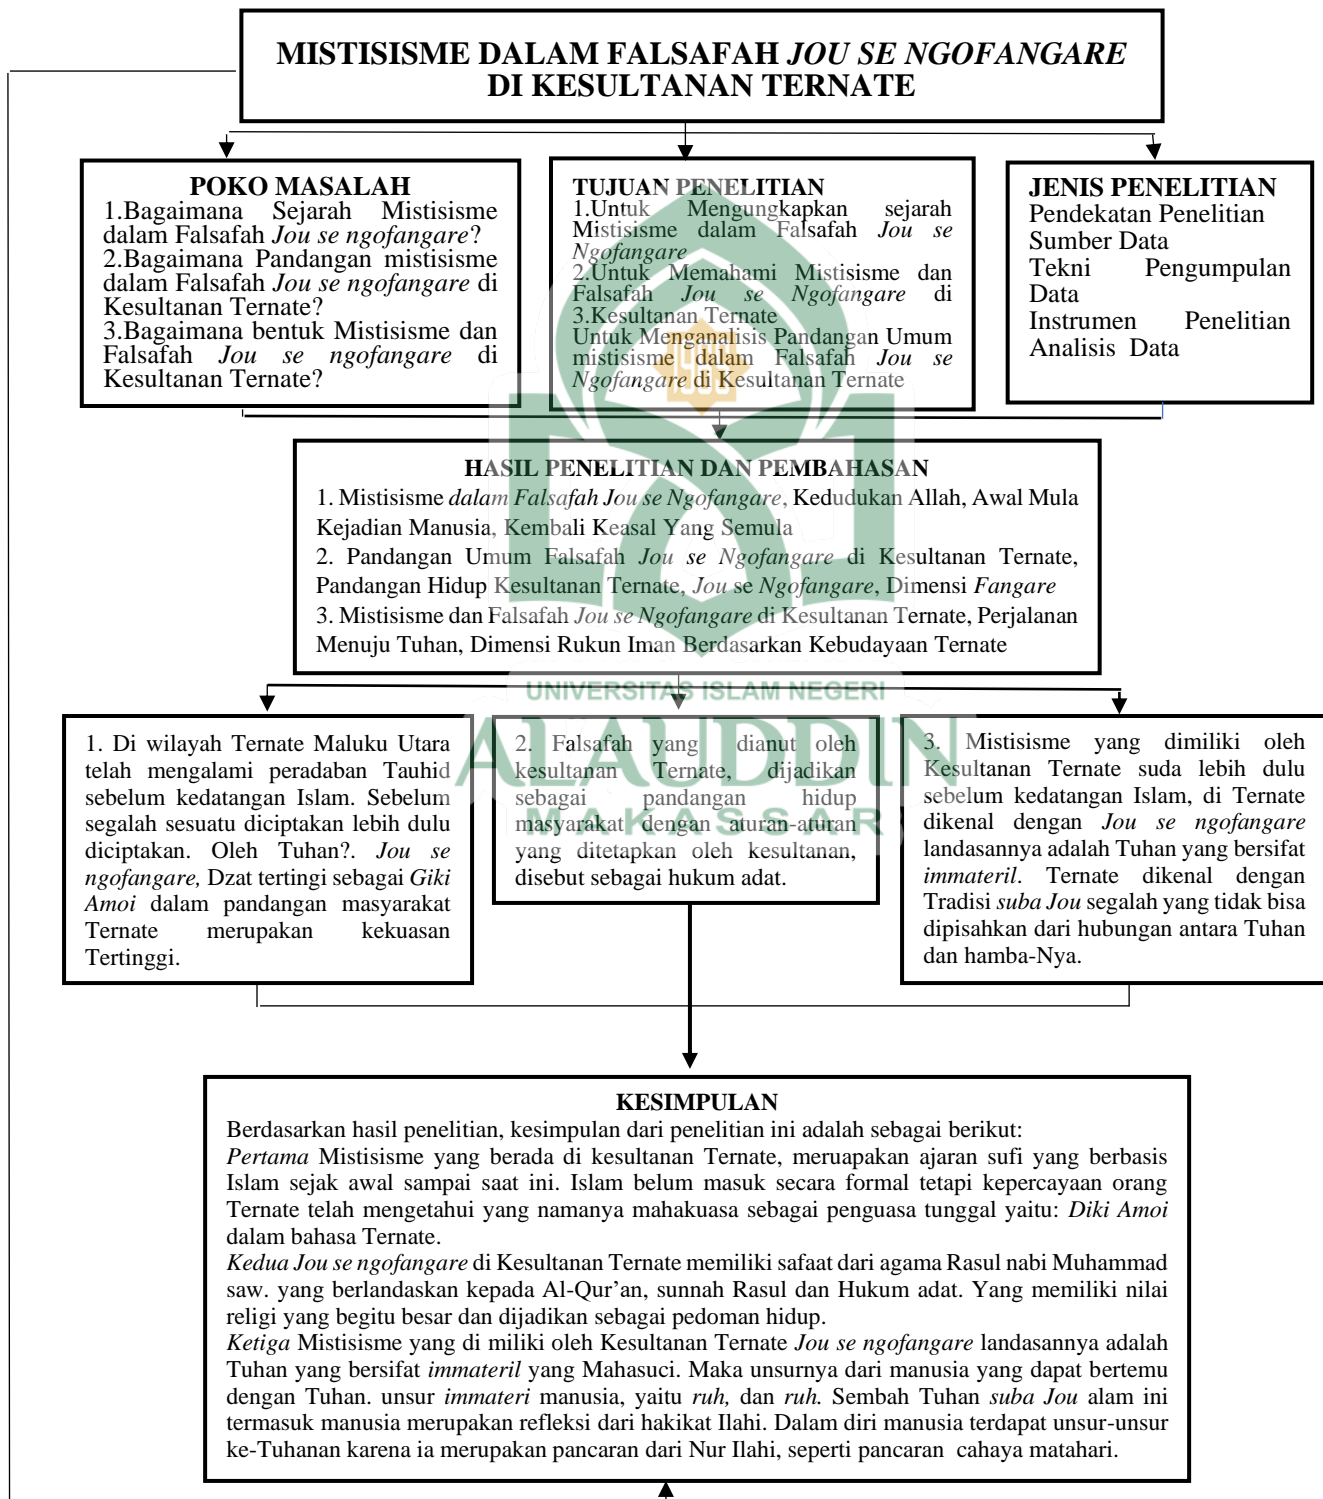 MISTISISME DALAM FALSAFAH JOU SE NGOFANGARE
DI KESULTANAN TERNATE
POKO MASALAH
1.Bagaimana Sejarah Mistisisme
dalam Falsafah Jou se ngofangare?
2.Bagaimana Pandangan mistisisme
dalam Falsafah Jou se ngofangare di
Kesultanan Ternate?
3.Bagaimana bentuk Mistisisme dan
Falsafah Jou se ngofangare di
Kesultanan Ternate?
TUJUAN PENELITIAN
1.Untuk Mengungkapkan sejarah
Mistisisme dalam Falsafah Jou se
Ngofangare
2.Untuk Memahami Mistisisme dan
Falsafah Jou se Ngofangare di
3.Kesultanan Ternate
Untuk Menganalisis Pandangan Umum
mistisisme dalam Falsafah Jou se
Ngofangare di Kesultanan Ternate
JENIS PENELITIAN
Pendekatan Penelitian
Sumber Data
Tekni Pengumpulan
Data
Instrumen Penelitian
Analisis Data
1965
HASIL PENELITIAN DAN PEMBAHASAN
1. Mistisisme dalam Falsafah Jou se Ngofangare, Kedudukan Allah, Awal Mula
Kejadian Manusia, Kembali Keasal Yang Semula
2. Pandangan Umum Falsafah Jou se Ngofangare di Kesultanan Ternate,
Pandangan Hidup Kesultanan Ternate, Jou se Ngofangare, Dimensi Fangare
3. Mistisisme dan Falsafah Jou se Ngofangare di Kesultanan Ternate, Perjalanan
Menuju Tuhan, Dimensi Rukun Iman Berdasarkan Kebudayaan Ternate
UNIVERSITAS ISLAM NEGERI
ALAUDDIN
MAKASSAR
1. Di wilayah Ternate Maluku Utara
telah mengalami peradaban Tauhid
sebelum kedatangan Islam. Sebelum
segalah sesuatu diciptakan lebih dulu
diciptakan. Oleh Tuhan?. Jou se
ngofangare, Dzat tertingi sebagai Giki
Amoi dalam pandangan masyarakat
Ternate merupakan kekuasan
Tertinggi.
2. Falsafah yang dianut oleh
kesultanan Ternate, dijadikan
sebagai pandangan hidup
masyarakat dengan aturan-aturan
yang ditetapkan oleh kesultanan,
disebut sebagai hukum adat.
3. Mistisisme yang dimiliki oleh
Kesultanan Ternate suda lebih dulu
sebelum kedatangan Islam, di Ternate
dikenal dengan Jou se ngofangare
landasannya adalah Tuhan yang bersifat
immateril. Ternate dikenal dengan
Tradisi suba Jou segalah yang tidak bisa
dipisahkan dari hubungan antara Tuhan
dan hamba-Nya.
KESIMPULAN
Berdasarkan hasil penelitian, kesimpulan dari penelitian ini adalah sebagai berikut:
Pertama Mistisisme yang berada di kesultanan Ternate, meruapakan ajaran sufi yang berbasis
Islam sejak awal sampai saat ini. Islam belum masuk secara formal tetapi kepercayaan orang
Ternate telah mengetahui yang namanya mahakuasa sebagai penguasa tunggal yaitu: Diki Amoi
dalam bahasa Ternate.
Kedua Jou se ngofangare di Kesultanan Ternate memiliki safaat dari agama Rasul nabi Muhammad
saw. yang berlandaskan kepada Al-Qur’an, sunnah Rasul dan Hukum adat. Yang memiliki nilai
religi yang begitu besar dan dijadikan sebagai pedoman hidup.
Ketiga Mistisisme yang di miliki oleh Kesultanan Ternate Jou se ngofangare landasannya adalah
Tuhan yang bersifat immateril yang Mahasuci. Maka unsurnya dari manusia yang dapat bertemu
dengan Tuhan. unsur immateri manusia, yaitu ruh, dan ruh. Sembah Tuhan suba Jou alam ini
termasuk manusia merupakan refleksi dari hakikat Ilahi. Dalam diri manusia terdapat unsur-unsur
ke-Tuhanan karena ia merupakan pancaran dari Nur Ilahi, seperti pancaran cahaya matahari.